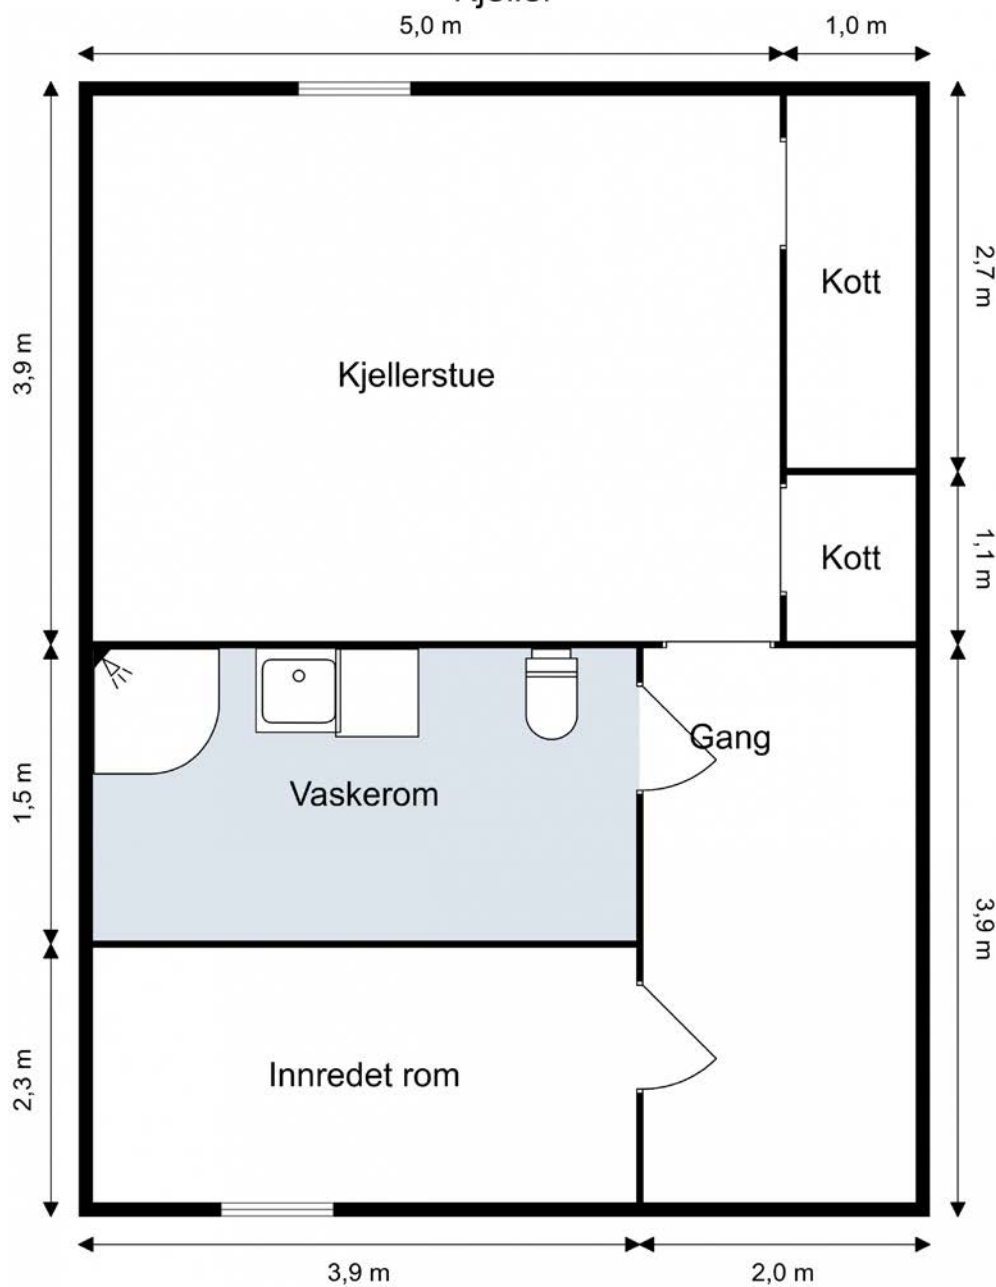 Kjeller
5,0 m
1,0 m
2,7 m
Kott
3,9 m
Kjellerstue
Kott
1,1 m
Gang
Vaskerom
1,5 m
3,9 m
Innredet rom
2,3 m
3,9 m
2,0 m